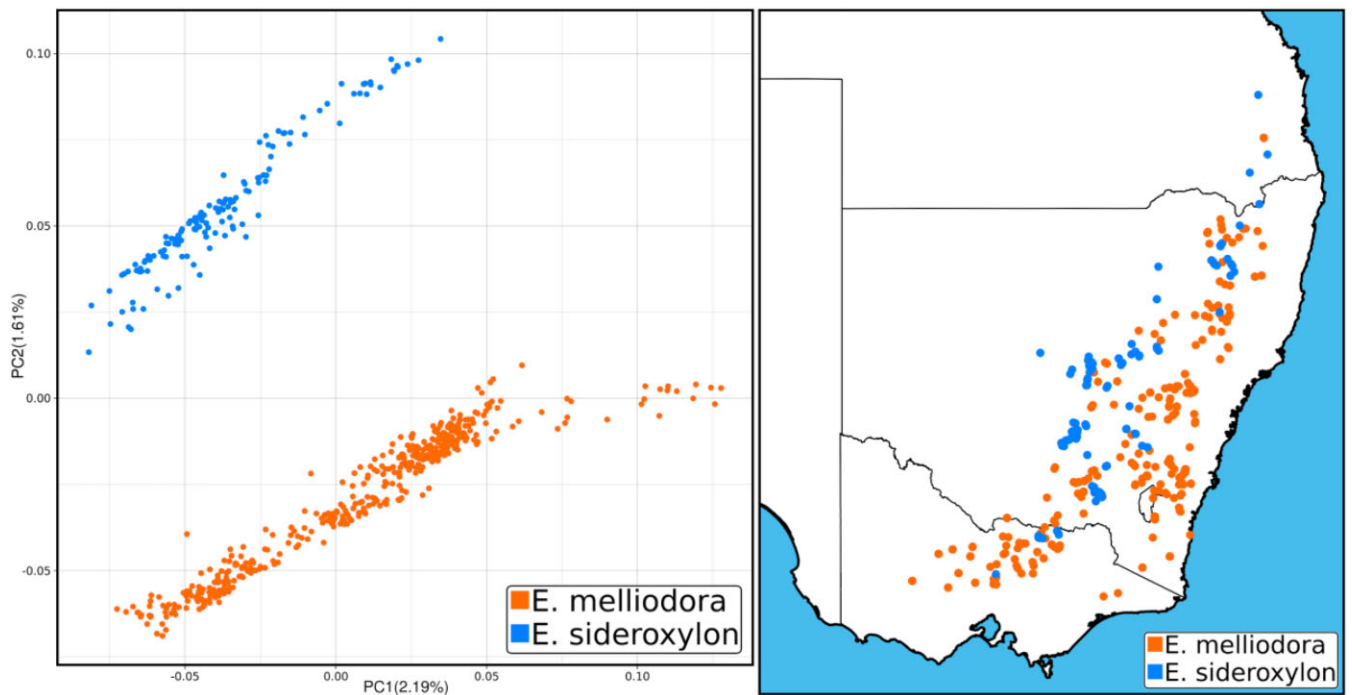 0.10
0.05
0.00
-0.05
PC2(1.61%)
-0.05
0.00
0.05
0.10
PC1(2.19%)
E. melliodora
E. sideroxylon
E. melliodora
E. sideroxylon